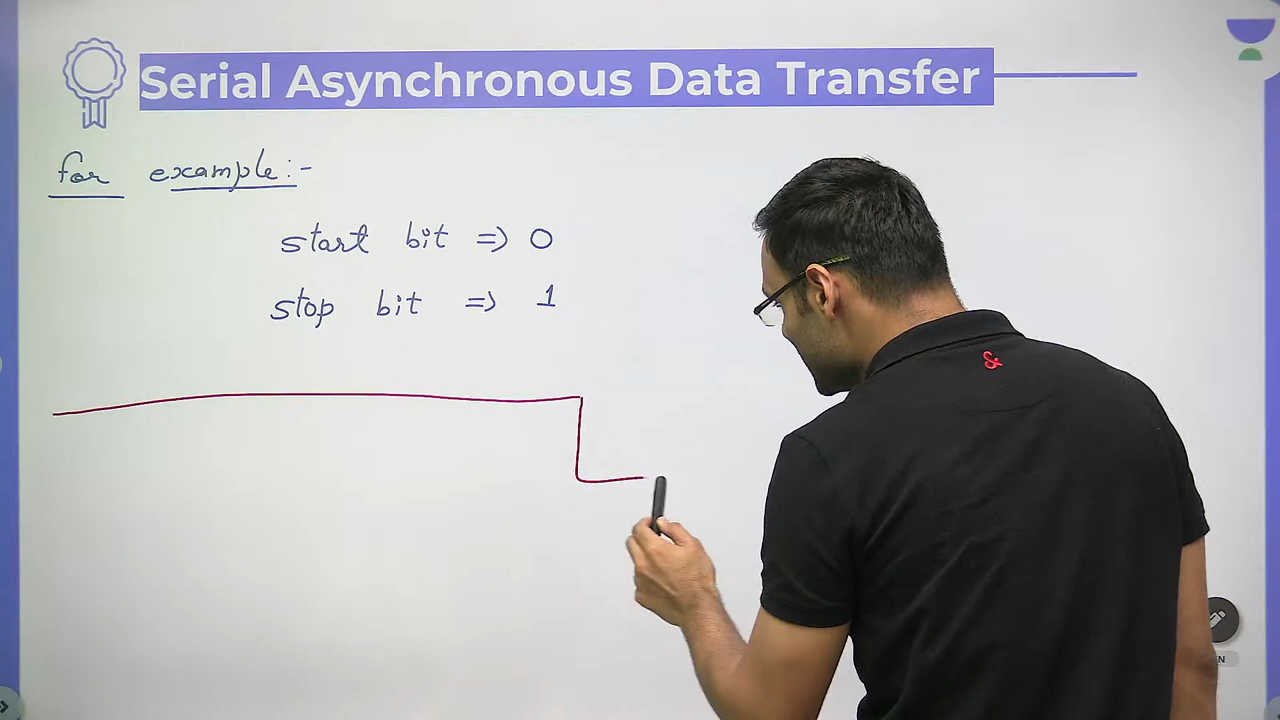 Serial Asynchronous Data Transfer
for example:-
start bit => 0
stop bit => 1